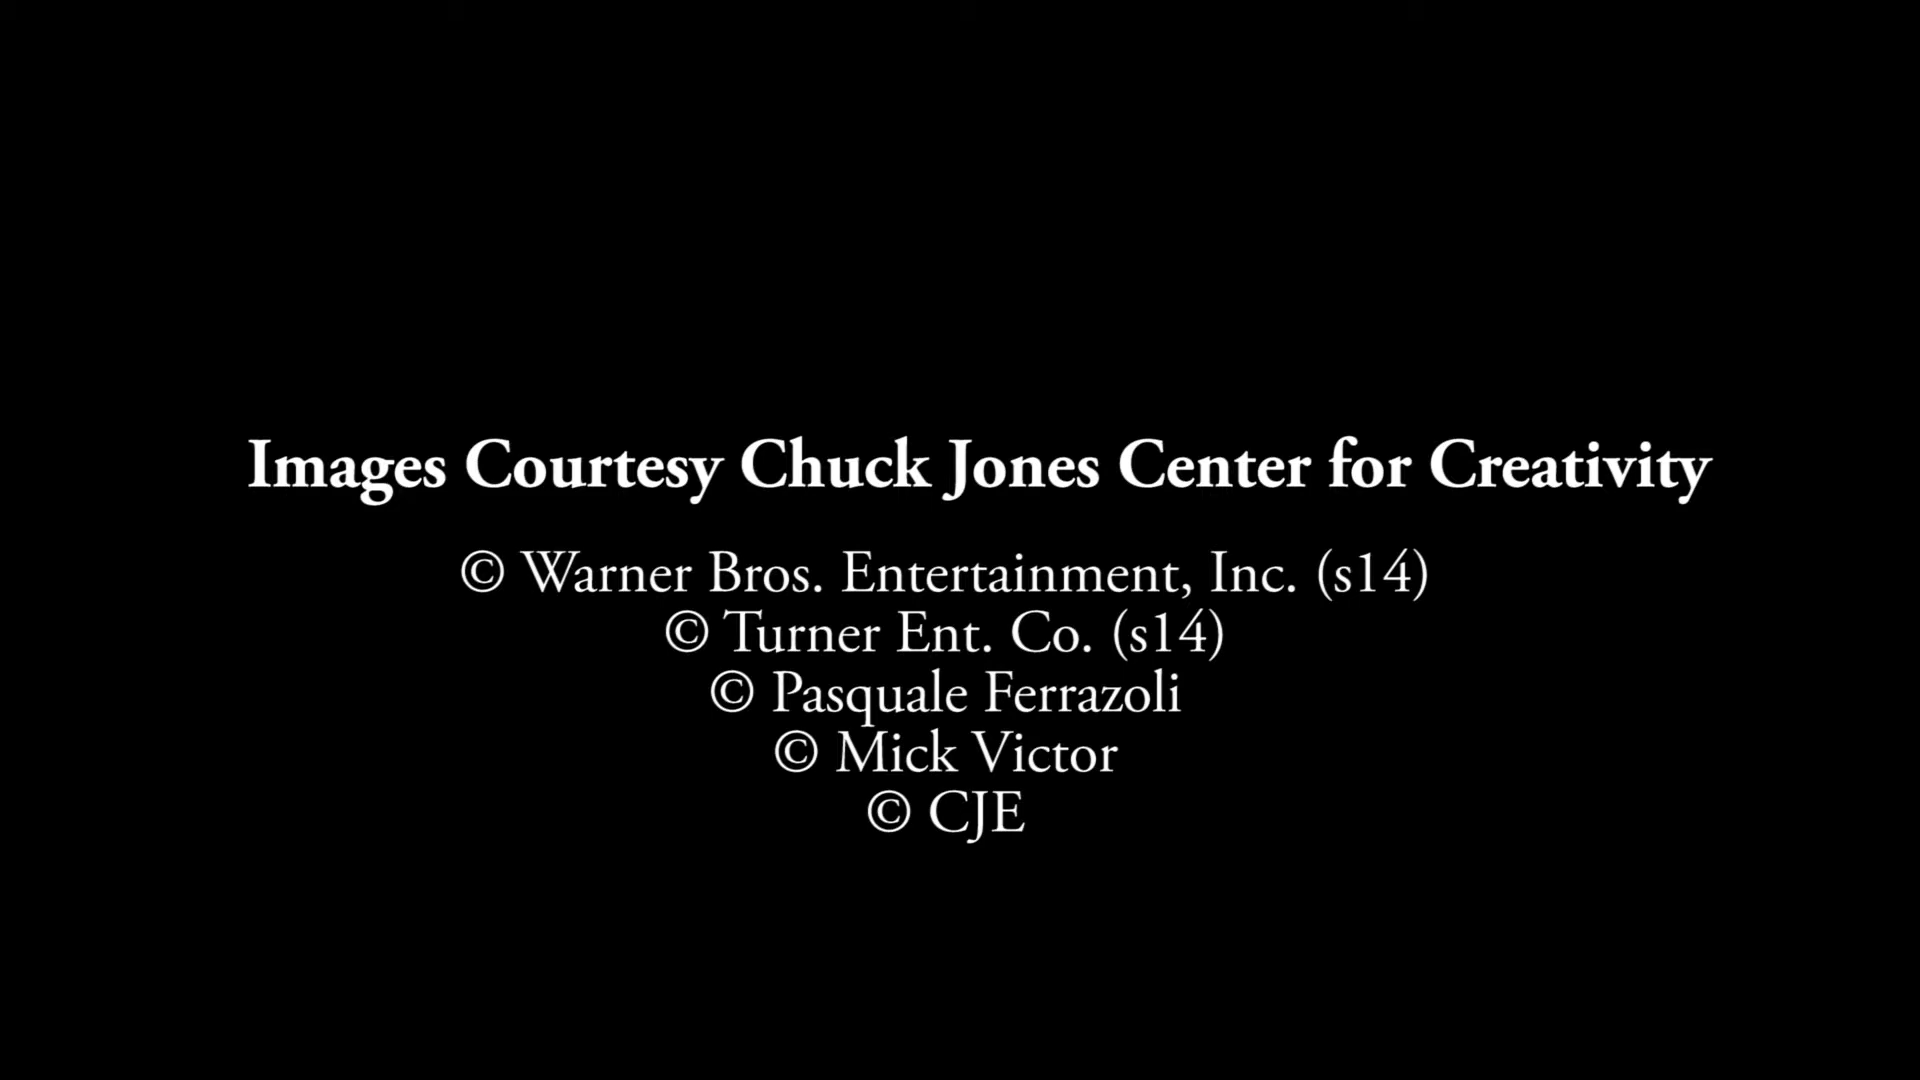 Images Courtesy Chuck Jones Center for Creativity
© Warner Bros. Entertainment, Inc. (s14)
© Turner Ent. Co. (s14)
© Pasquale Ferrazoli
© Mick Victor
© CJE